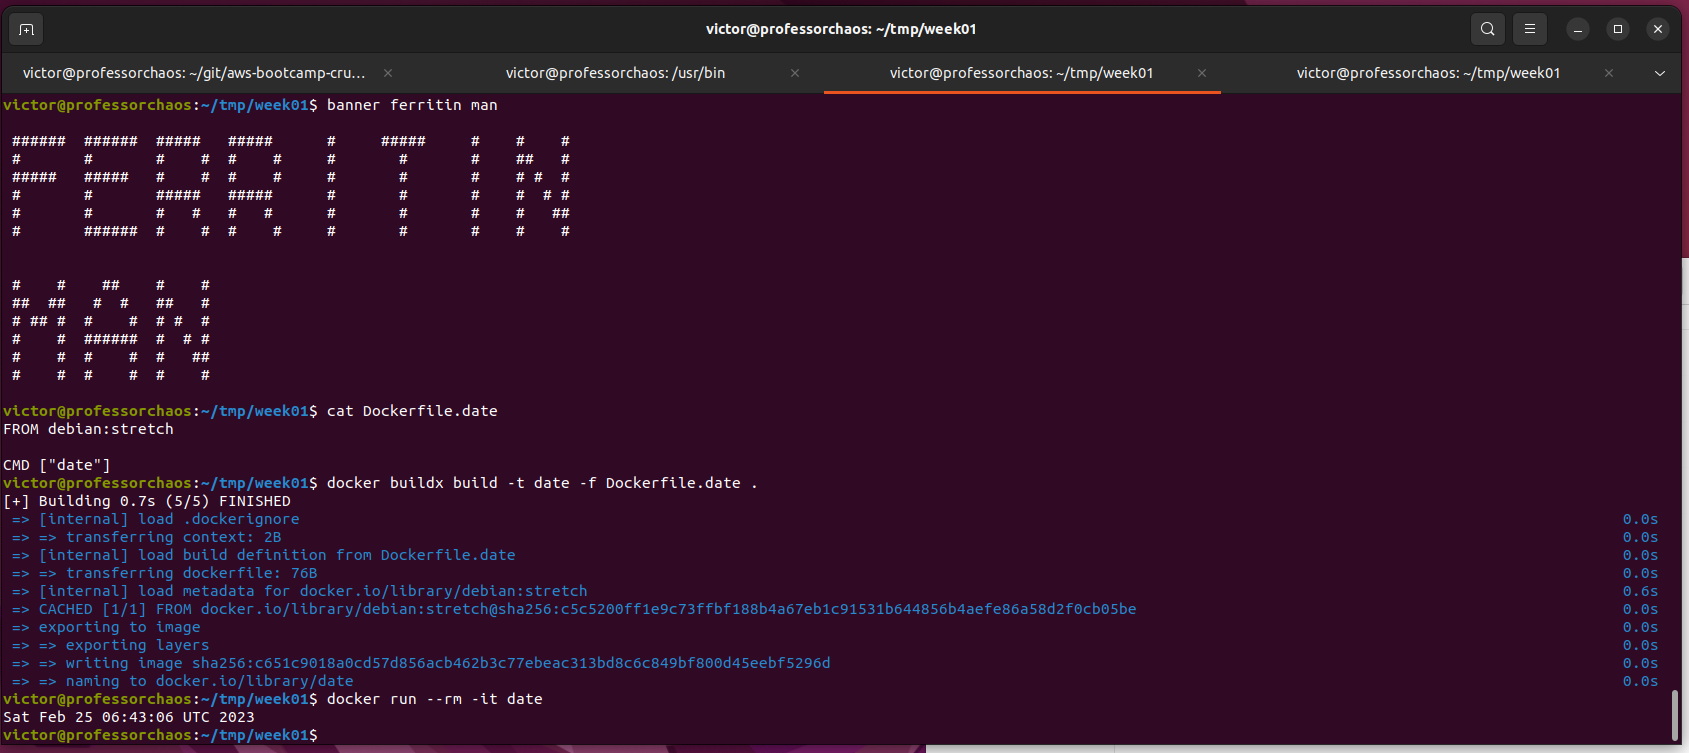 victor@professorchaos: ~/tmp/week01
victor@professorchaos: ~/git/aws-bootcamp-cru...
victor@professorchaos: /usr/bin
victor@professorchaos: ~/tmp/week01
victor@professorchaos: ~/tmp/week01
victor@professorchaos:~/tmp/week01$ banner ferritin man
 ######  ######  #####   #####      #     #####     #    #    #
 #       #       #    #  #    #     #       #       #    ##   #
 #####   #####   #    #  #    #     #       #       #    # #  #
 #       #       #####   #####      #       #       #    #  # #
 #       #       #   #   #   #      #       #       #    #   ##
 #       ######  #    #  #    #     #       #       #    #    #
 #    #    ##    #    #
 ##  ##   #  #   ##   #
 # ## #  #    #  # #  #
 #    #  ######  #  # #
 #    #  #    #  #   ##
 #    #  #    #  #    #
victor@professorchaos:~/tmp/week01$ cat Dockerfile.date
FROM debian:stretch
CMD ["date"]
victor@professorchaos:~/tmp/week01$ docker buildx build -t date -f Dockerfile.date .
[+] Building 0.7s (5/5) FINISHED
 => [internal] load .dockerignore 0.0s
 => => transferring context: 2B 0.0s
 => [internal] load build definition from Dockerfile.date 0.0s
 => => transferring dockerfile: 76B 0.0s
 => [internal] load metadata for docker.io/library/debian:stretch 0.6s
 => CACHED [1/1] FROM docker.io/library/debian:stretch@sha256:c5c5200ff1e9c73ffbf188b4a67eb1c91531b644856b4aefe86a58d2f0cb05be 0.0s
 => exporting to image 0.0s
 => => exporting layers 0.0s
 => => writing image sha256:c651c9018a0cd57d856acb462b3c77ebeac313bd8c6c849bf800d45eebf5296d 0.0s
 => => naming to docker.io/library/date 0.0s
victor@professorchaos:~/tmp/week01$ docker run --rm -it date
Sat Feb 25 06:43:06 UTC 2023
victor@professorchaos:~/tmp/week01$